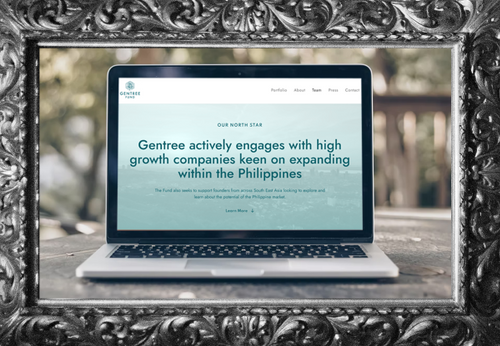 GENTREE
FUND
Portfolio About Team Press Contact
OUR NORTH STAR
Gentree actively engages with high
growth companies keen on expanding
within the Philippines
The Fund also seeks to support founders from across South East Asia looking to explore and
learn about the potential of the Philippine market.
Learn More